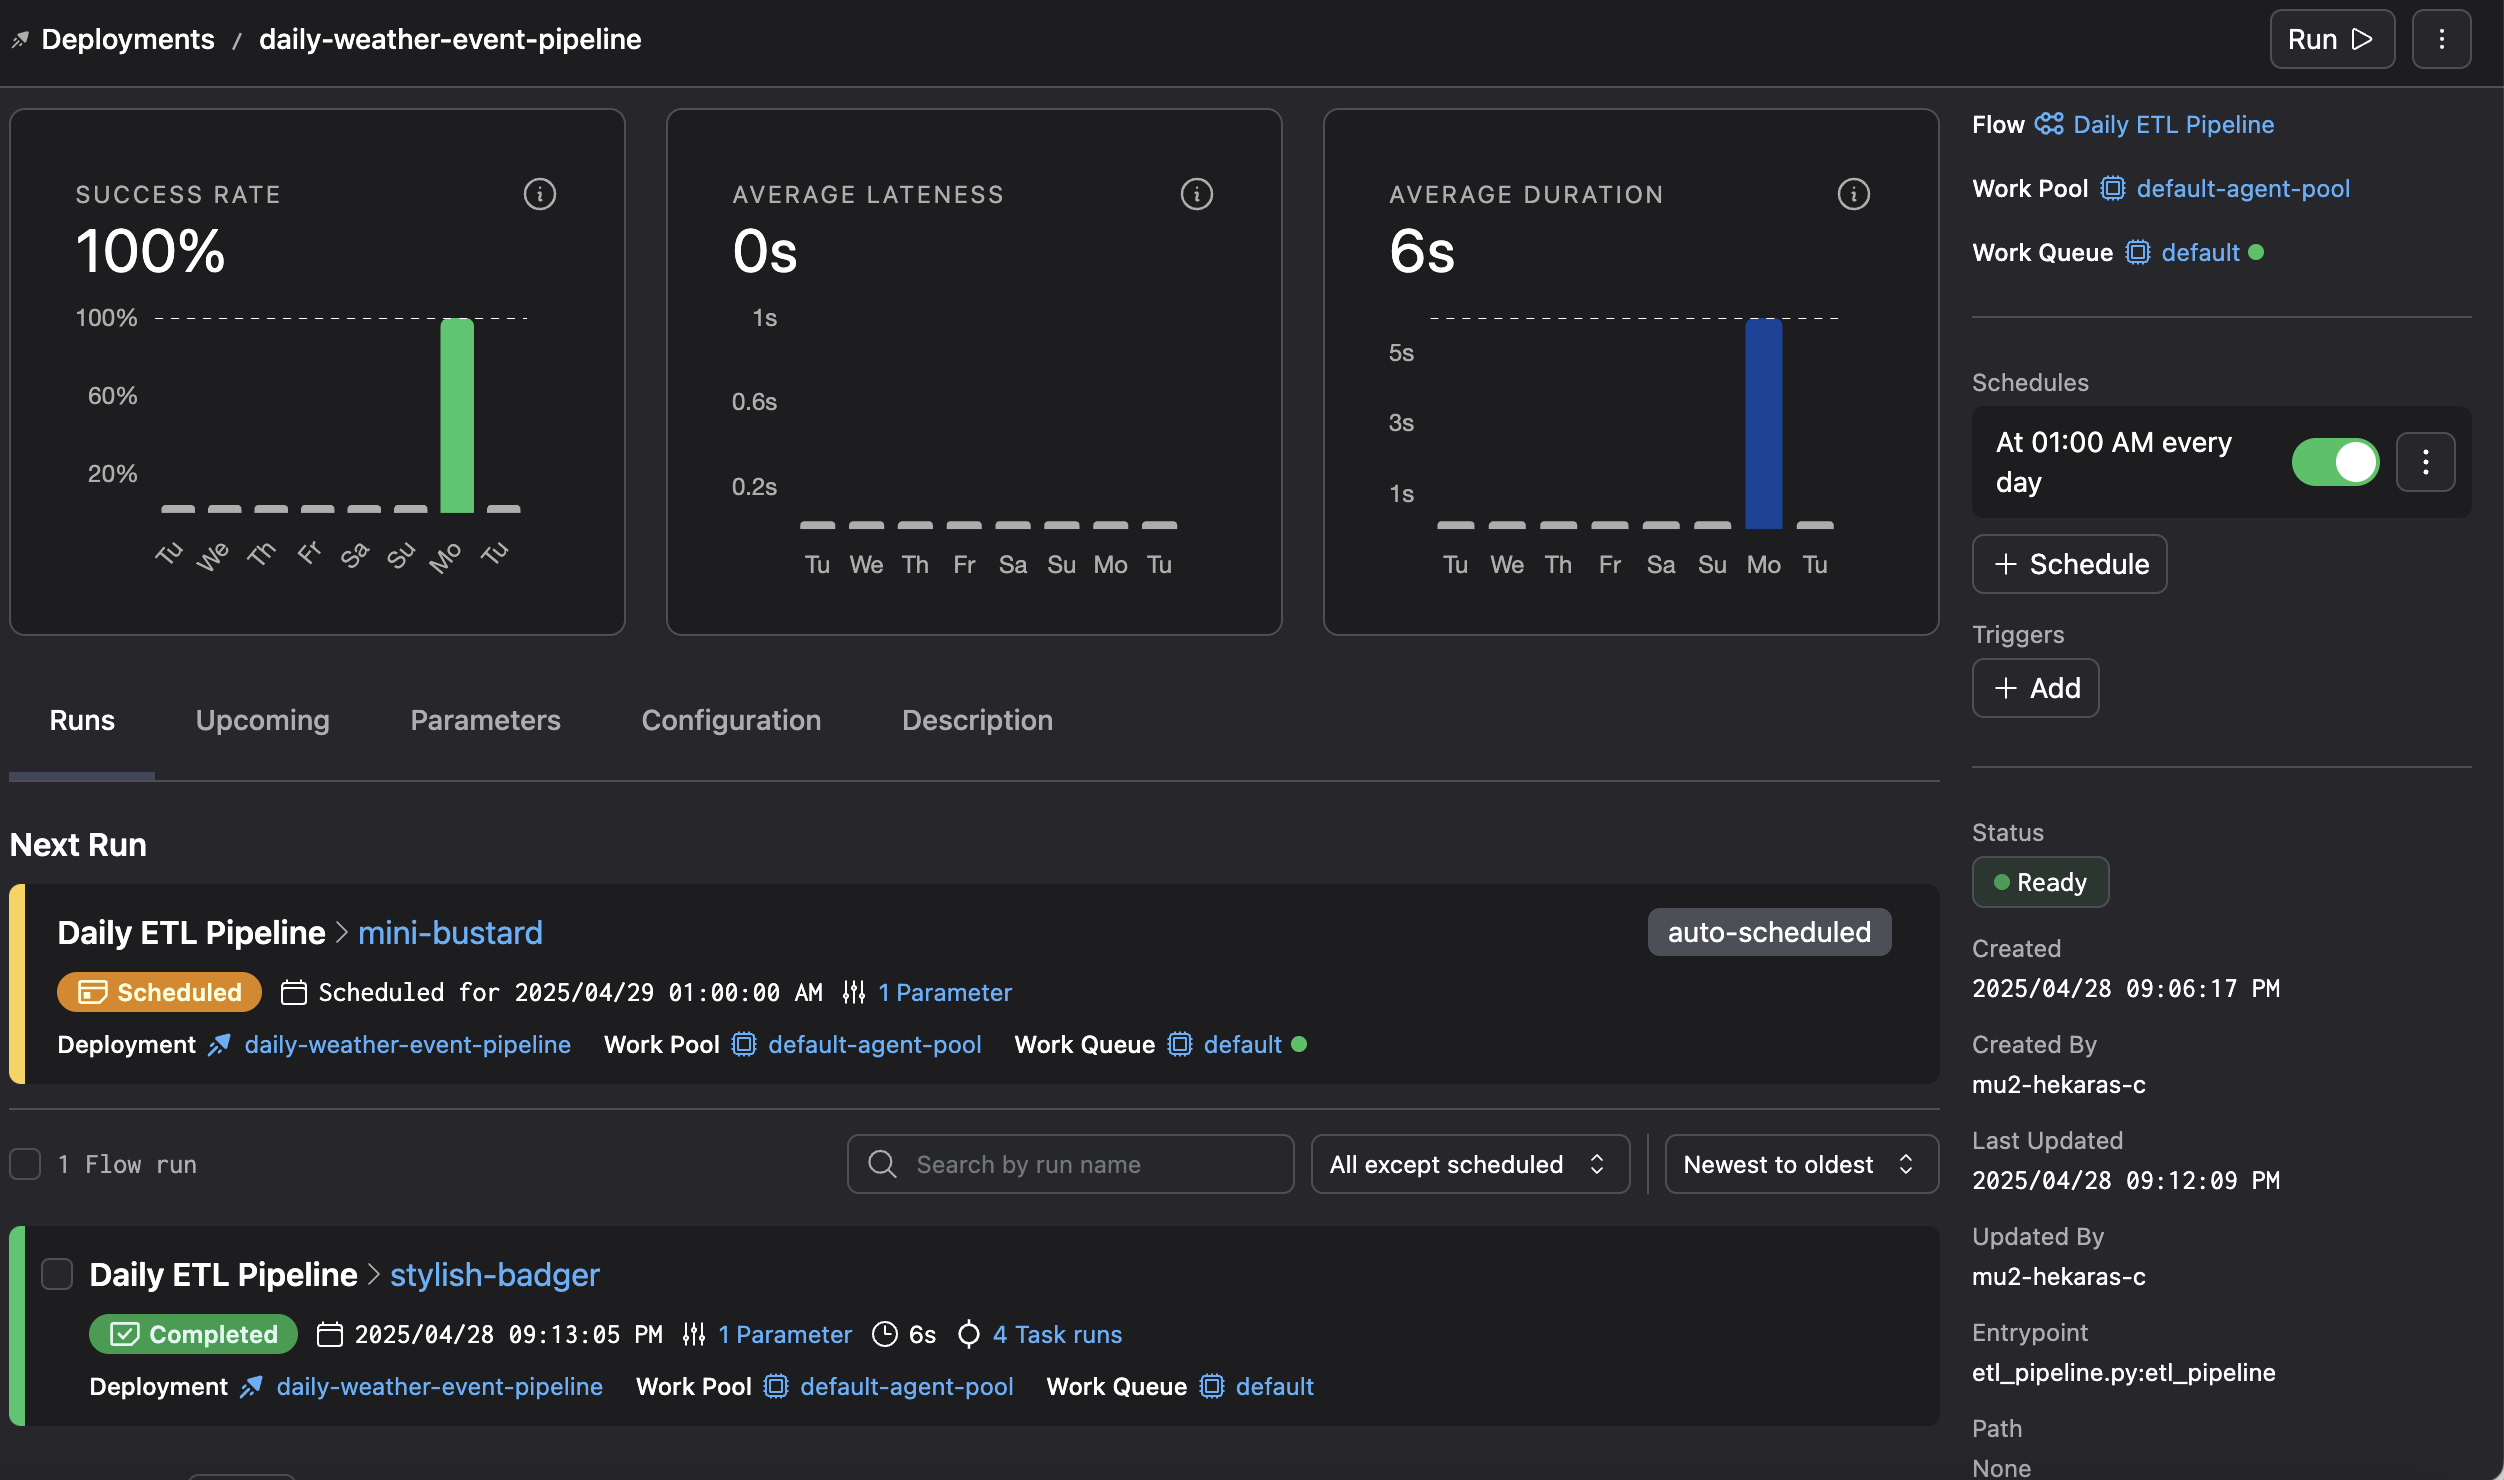 Deployments / daily-weather-event-pipeline
Run
SUCCESS RATE
100%
100%
60%
20%
Tu We Th Fr Sa Su Mo Tu
AVERAGE LATENESS
0s
1s
0.6s
0.2s
Tu We Th Fr Sa Su Mo Tu
AVERAGE DURATION
6s
5s
3s
1s
Tu We Th Fr Sa Su Mo Tu
Runs Upcoming Parameters Configuration Description
Next Run
Daily ETL Pipeline > mini-bustard auto-scheduled
Scheduled Scheduled for 2025/04/29 01:00:00 AM 1 Parameter
Deployment daily-weather-event-pipeline Work Pool default-agent-pool Work Queue default
1 Flow run Search by run name All except scheduled Newest to oldest
Daily ETL Pipeline > stylish-badger
Completed 2025/04/28 09:13:05 PM 1 Parameter 6s 4 Task runs
Deployment daily-weather-event-pipeline Work Pool default-agent-pool Work Queue default
Flow Daily ETL Pipeline
Work Pool default-agent-pool
Work Queue default
Schedules
At 01:00 AM every
day
+ Schedule
Triggers
+ Add
Status
Ready
Created
2025/04/28 09:06:17 PM
Created By
mu2-hekaras-c
Last Updated
2025/04/28 09:12:09 PM
Updated By
mu2-hekaras-c
Entrypoint
etl_pipeline.py:etl_pipeline
Path
None